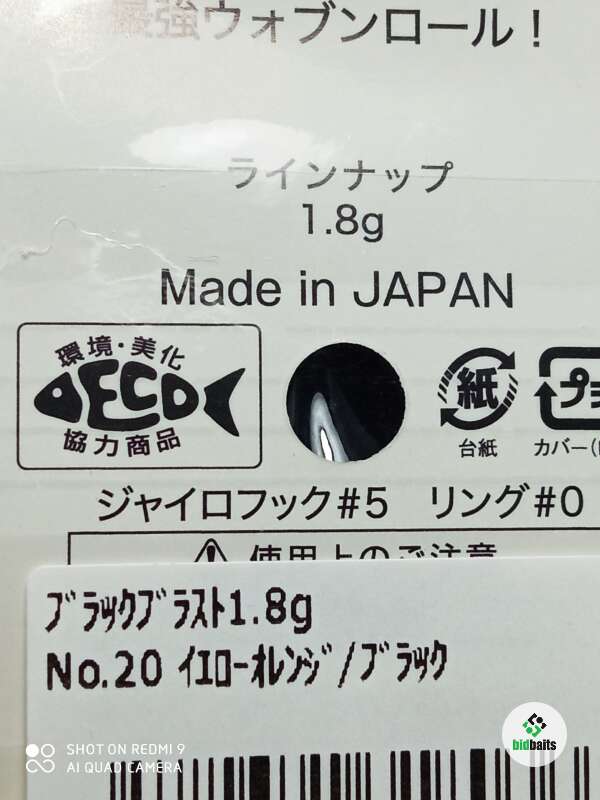 最強ウォブンロール!
ラインナップ
1.8g
Made in JAPAN
環境・美化
ECO
協力商品
紙
台紙
プラ
カバー(
ジャイロフック#5 リング#0
使用上のご注意
ﾌﾞﾗｯｸﾌﾞﾗｽﾄ1.8g
No.20 ｲｴﾛｰｵﾚﾝｼﾞ/ﾌﾞﾗｯｸ
bidbaits
SHOT ON REDMI 9
AI QUAD CAMERA